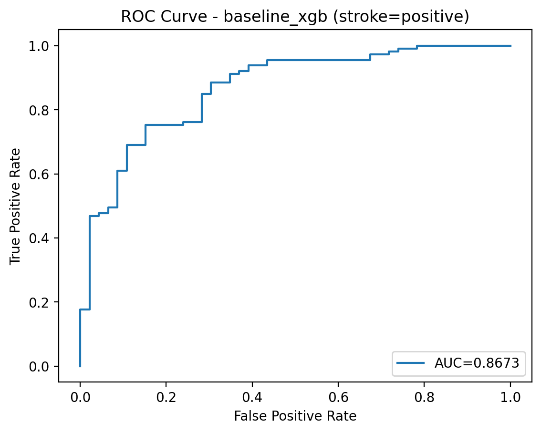 ROC Curve - baseline_xgb (stroke=positive)
1.0
0.8
0.6
0.4
0.2
0.0
True Positive Rate
AUC=0.8673
0.0 0.2 0.4 0.6 0.8 1.0
False Positive Rate